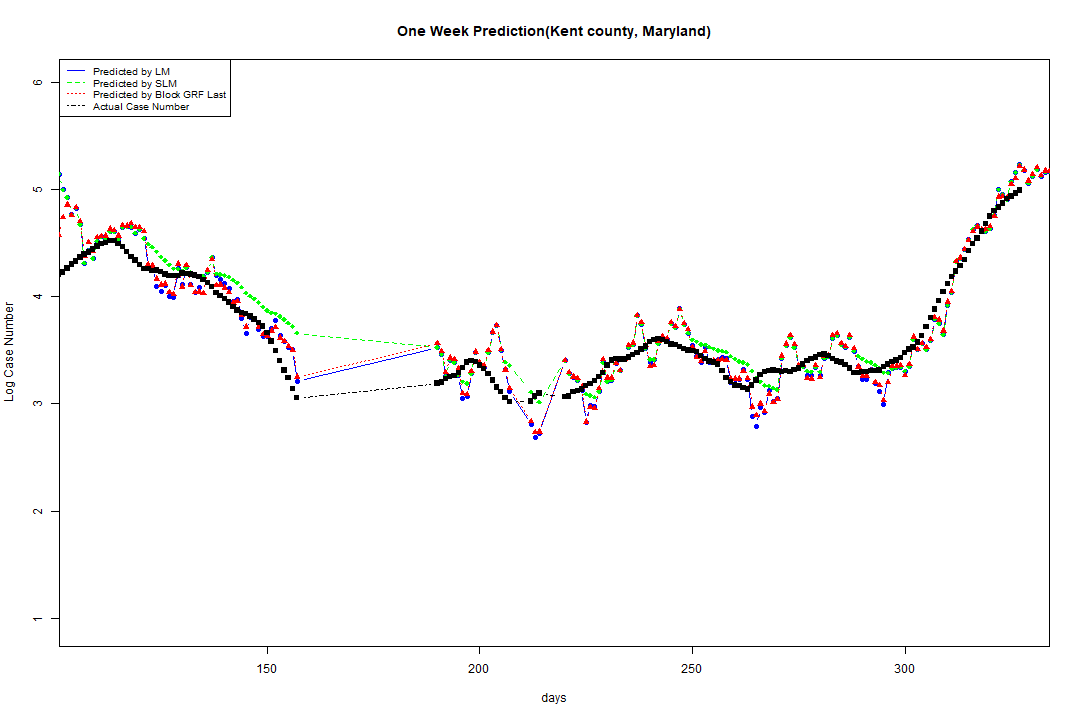 One Week Prediction(Kent county, Maryland)
Predicted by LM
Predicted by SLM
Predicted by Block GRF Last
Actual Case Number
6
5
4
3
2
1
Log Case Number
150 200 250 300
days